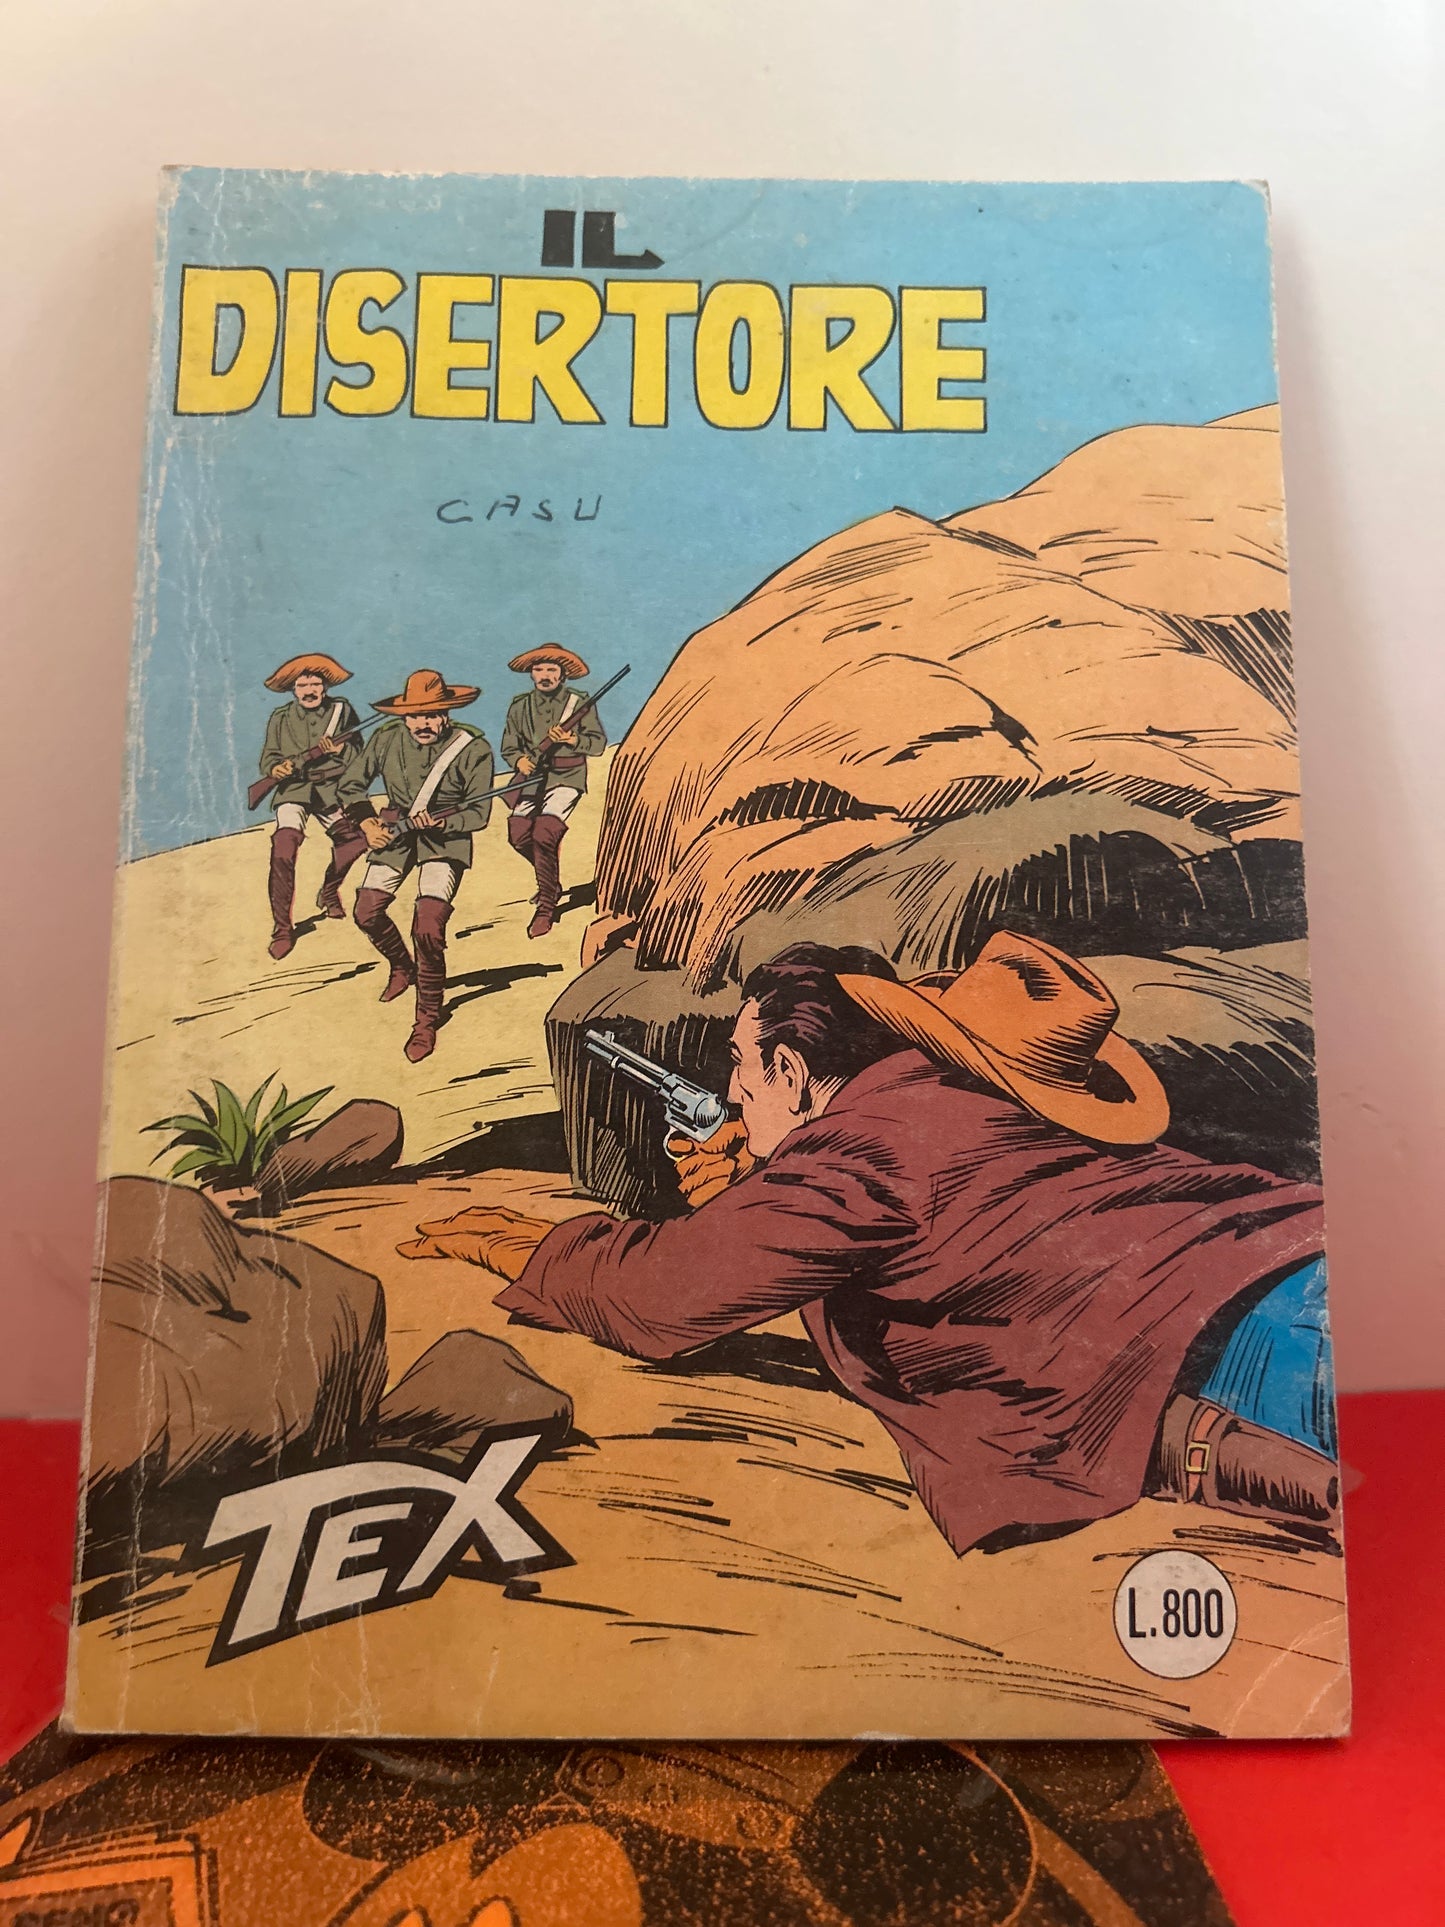 IL
DISERTORE
CASU
TEX
L.800